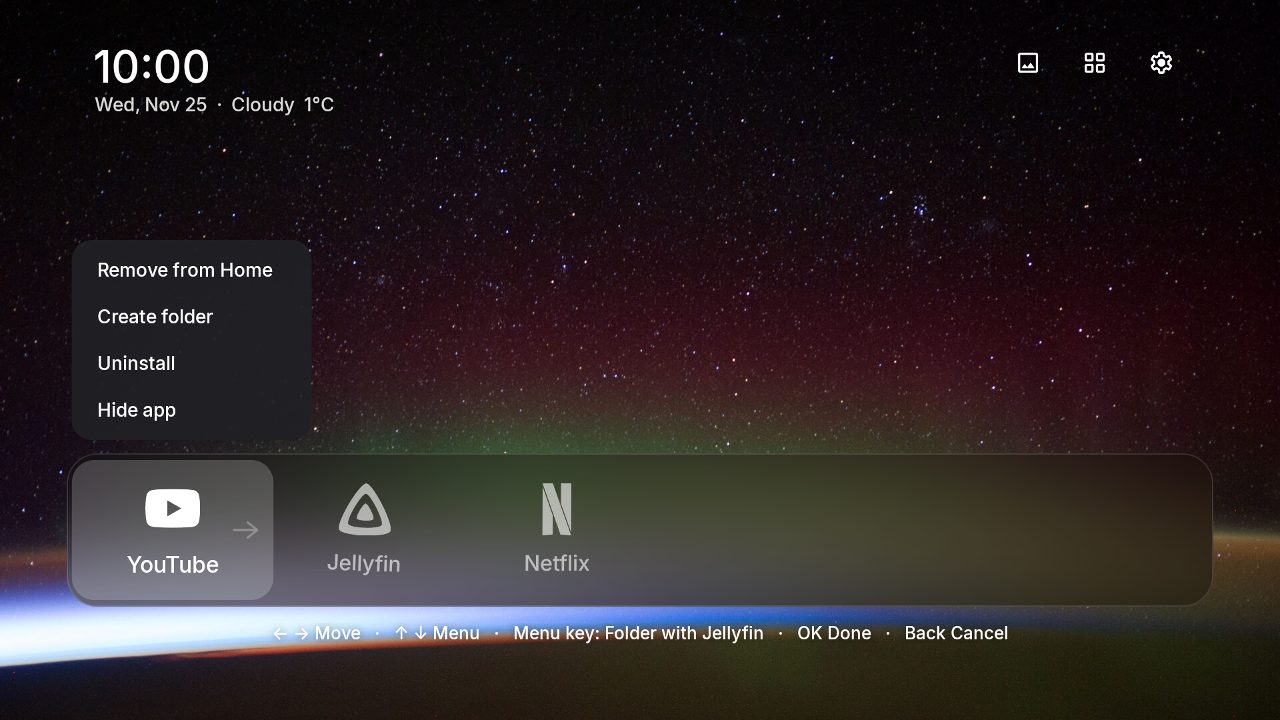 10:00
Wed, Nov 25 · Cloudy 1°C
Remove from Home
Create folder
Uninstall
Hide app
YouTube
Jellyfin
Netflix
← → Move · ↑ ↓ Menu · Menu key: Folder with Jellyfin · OK Done · Back Cancel